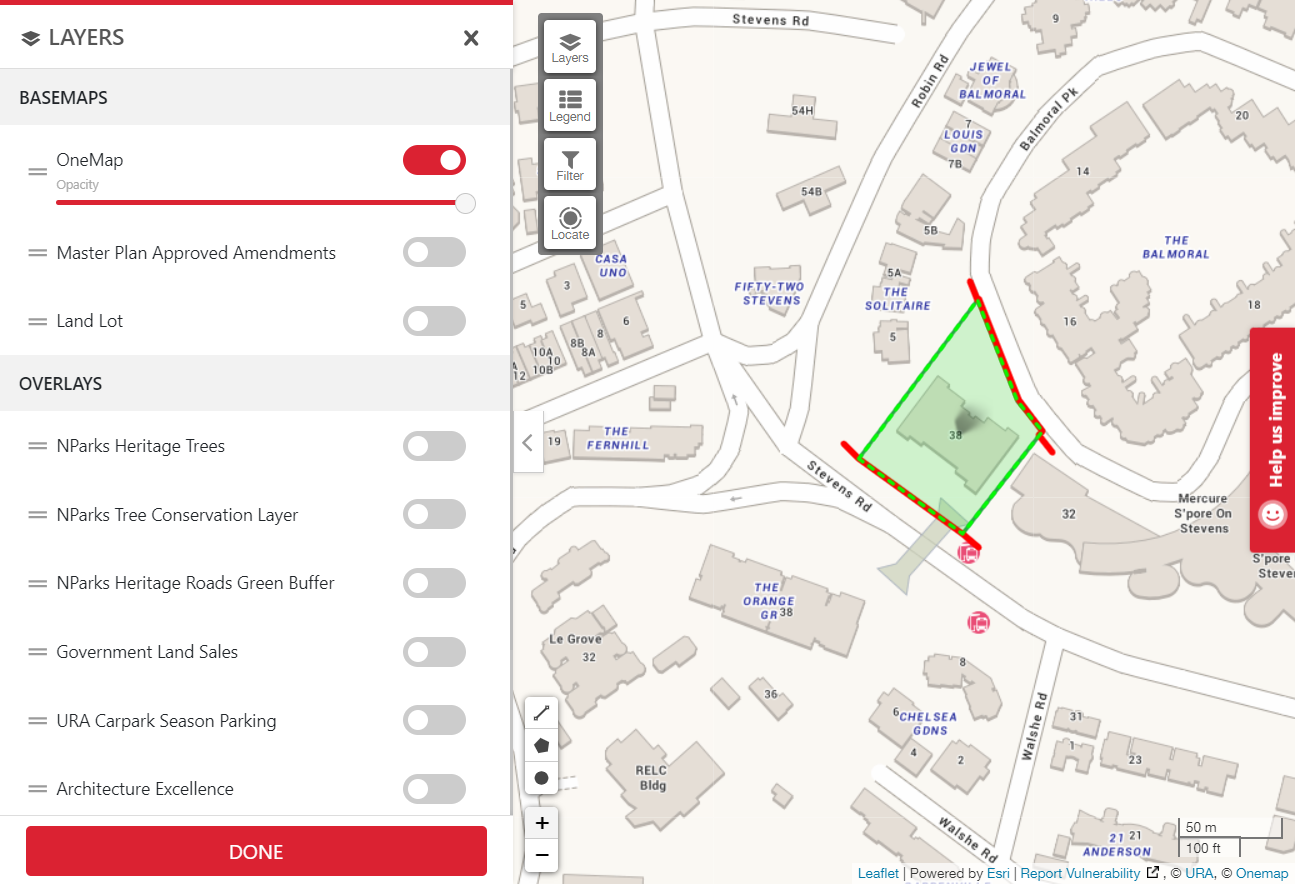 LAYERS
BASEMAPS
OneMap
Opacity
Master Plan Approved Amendments
Land Lot
OVERLAYS
NParks Heritage Trees
NParks Tree Conservation Layer
NParks Heritage Roads Green Buffer
Government Land Sales
URA Carpark Season Parking
Architecture Excellence
DONE
Layers
Legend
Filter
Locate
Stevens Rd
9
Robin Rd
JEWEL
OF
BALMORAL
Balmoral Pk
54H
7
LOUIS
GDN
7B
20
14
54B
5B
THE
BALMORAL
CASA
UNO
5A
3
FIFTY-TWO
STEVENS
THE
SOLITAIRE
5
18
6
16
8
8B
8A
5
10A
10
10B
12
Help us improve
THE
FERNHILL
19
38
Stevens Rd
Mercure
S'pore On
Stevens
32
S'pore
Steve
THE
ORANGE
GR
38
Le Grove
32
8
36
6
CHELSEA
GDNS
4
2
Walshe Rd
31
1
23
RELC
Bldg
Walshe Rd
21
21
ANDERSON
50 m
100 ft
+
−
Leaflet | Powered by Esri | Report Vulnerability , © URA, © Onemap